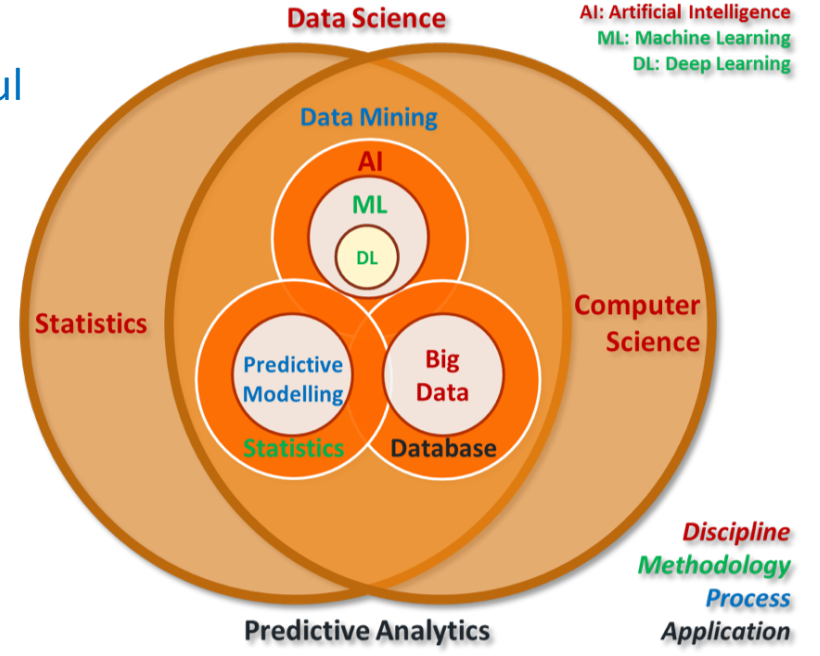 Data Science
AI: Artificial Intelligence
ML: Machine Learning
DL: Deep Learning
ul
Data Mining
AI
ML
DL
Statistics
Computer
Science
Predictive
Modelling
Big
Data
Statistics
Database
Discipline
Methodology
Process
Application
Predictive Analytics